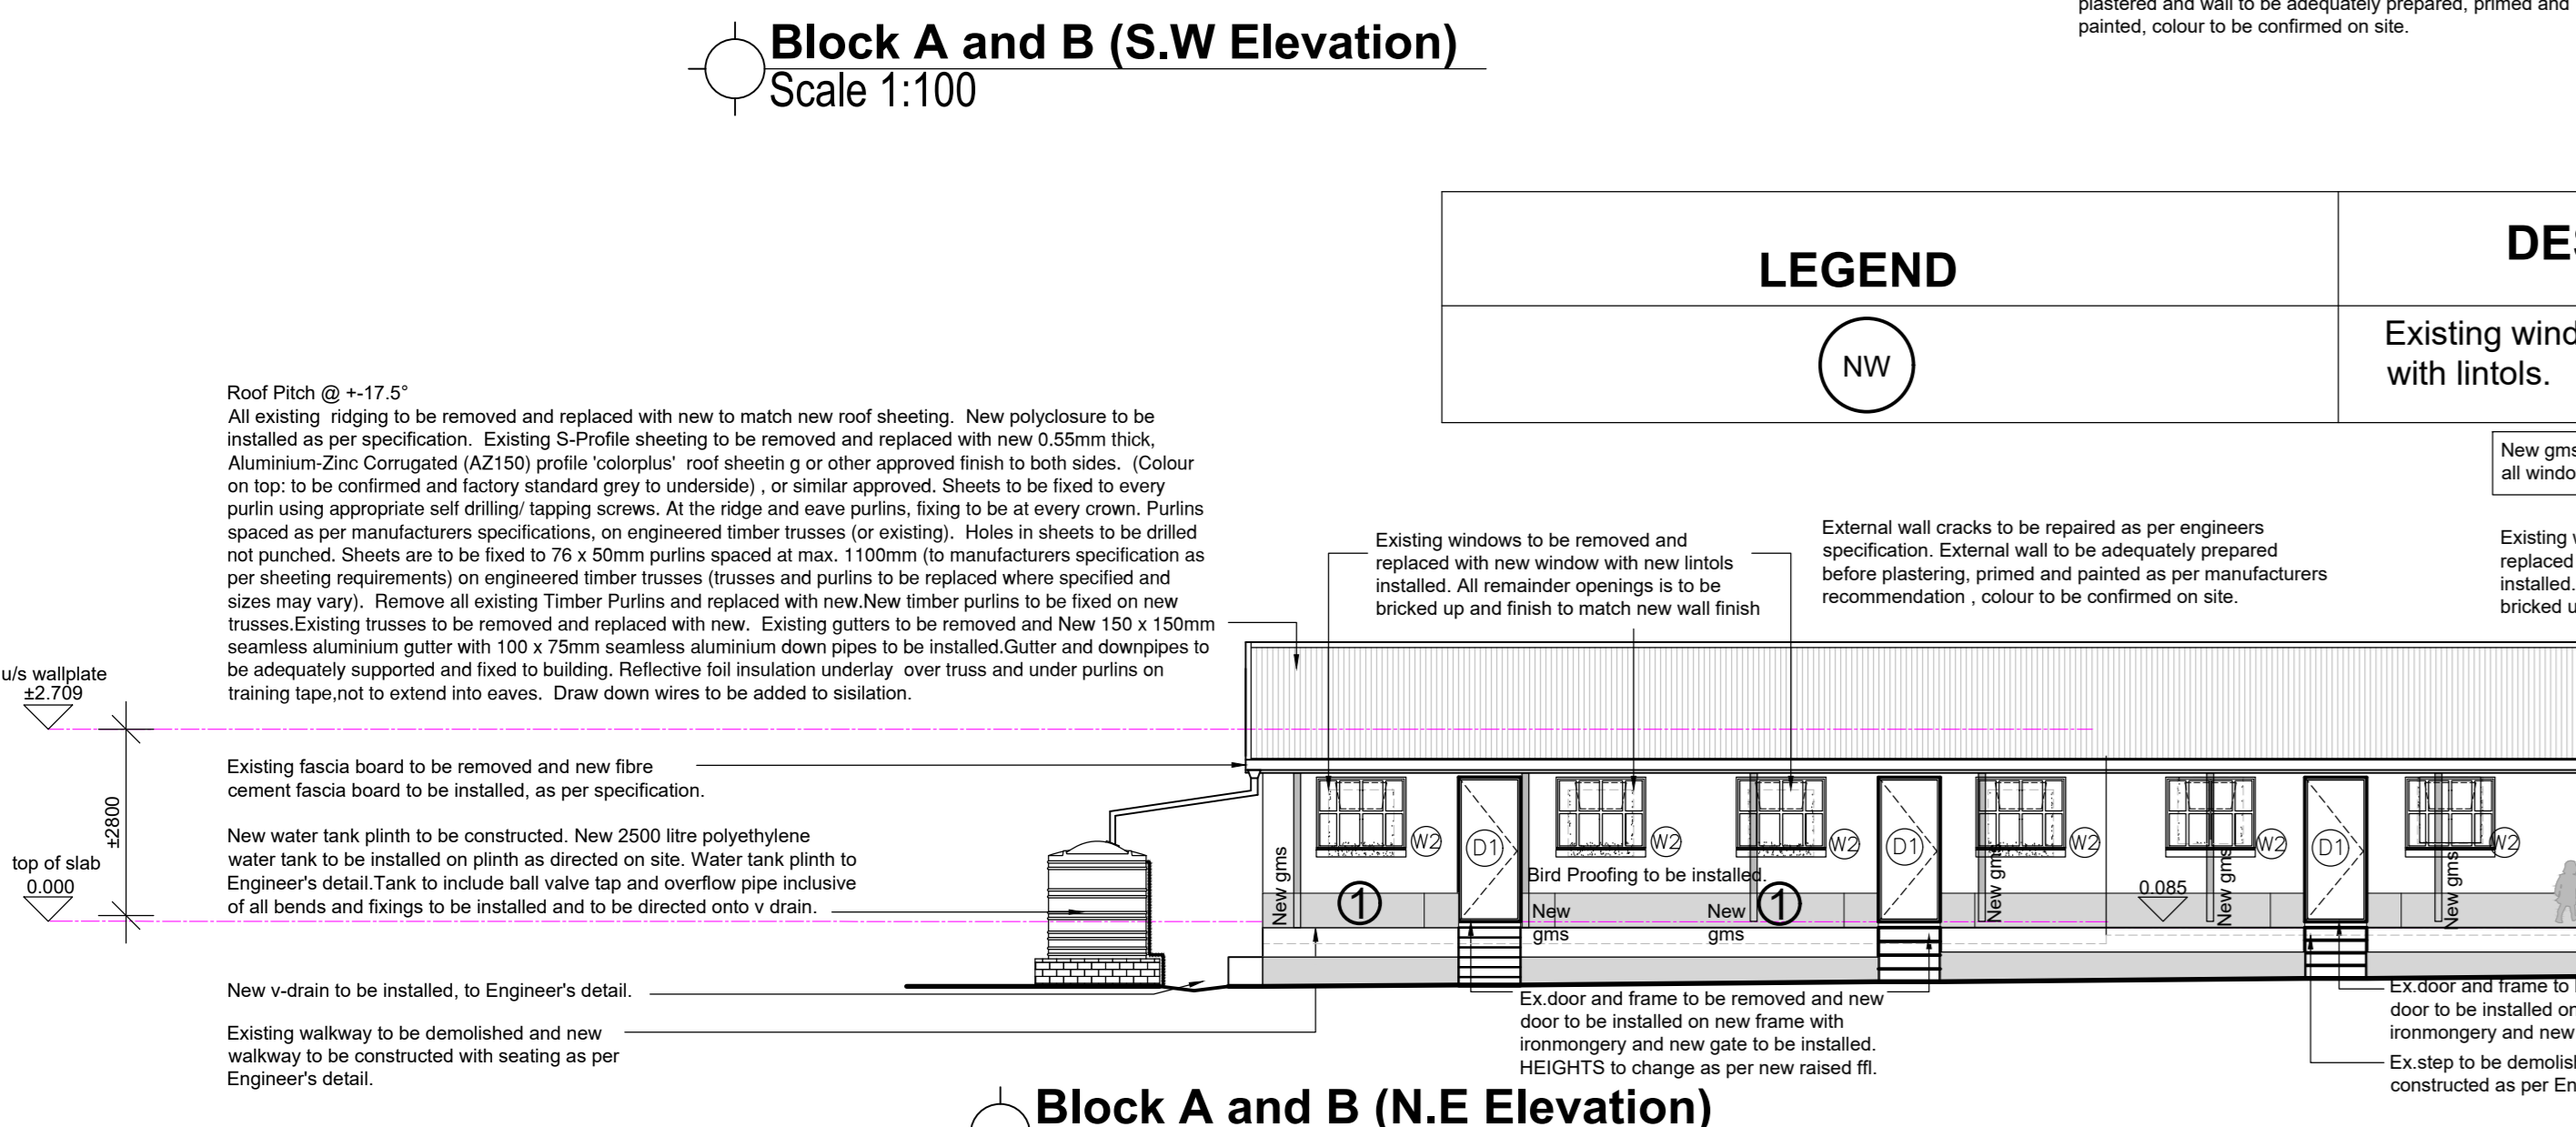 plastered and wall to be adequately prepared, primed and
painted, colour to be confirmed on site.
Block A and B (S.W Elevation)
Scale 1:100
LEGEND
NW
Existing
with lintols.
New gms
Roof Pitch @ +-17.5°
All existing ridging to be removed and replaced with new to match new roof sheeting. New polyclosure to be
installed as per specification. Existing S-Profile sheeting to be removed and replaced with new 0.55mm thick,
Aluminium-Zinc Corrugated (AZ150) profile 'colorplus' roof sheetin g or other approved finish to both sides. (Colour
on top: to be confirmed and factory standard grey to underside) , or similar approved. Sheets to be fixed to every
purlin using appropriate self drilling/ tapping screws. At the ridge and eave purlins, fixing to be at every crown. Purlins
spaced as per manufacturers specifications, on engineered timber trusses (or existing). Holes in sheets to be drilled
not punched. Sheets are to be fixed to 76 x 50mm purlins spaced at max. 1100mm (to manufacturers specification as
per sheeting requirements) on engineered timber trusses (trusses and purlins to be replaced where specified and
sizes may vary). Remove all existing Timber Purlins and replaced with new.New timber purlins to be fixed on new
trusses.Existing trusses to be removed and replaced with new. Existing gutters to be removed and New 150 x 150mm
seamless aluminium gutter with 100 x 75mm seamless aluminium down pipes to be installed.Gutter and downpipes to
be adequately supported and fixed to building. Reflective foil insulation underlay over truss and under purlins on
training tape,not to extend into eaves. Draw down wires to be added to sisilation.
Existing windows to be removed and
replaced with new window with new lintols
installed. All remainder openings is to be
bricked up and finish to match new wall finish
External wall cracks to be repaired as per engineers
specification. External wall to be adequately prepared
before plastering, primed and painted as per manufacturers
recommendation , colour to be confirmed on site.
Existing
replaced
installed.
bricked
u/s wallplate
±2.709
±2800
top of slab
0.000
Existing fascia board to be removed and new fibre
cement fascia board to be installed, as per specification.
New water tank plinth to be constructed. New 2500 litre polyethylene
water tank to be installed on plinth as directed on site. Water tank plinth to
Engineer's detail.Tank to include ball valve tap and overflow pipe inclusive
of all bends and fixings to be installed and to be directed onto v drain.
New v-drain to be installed, to Engineer's detail.
Existing walkway to be demolished and new
walkway to be constructed with seating as per
Engineer's detail.
W2
D1
W2
W2
D1
W2
W2
D1
W2
Bird Proofing to be installed.
New gms
1
New
gms
New
gms
1
New gms
0.085
New gms
New gms
Ex.door and frame to be removed and new
door to be installed on new frame with
ironmongery and new gate to be installed.
HEIGHTS to change as per new raised ffl.
Ex.door and frame to
door to be installed
ironmongery and new
Ex.step to be
constructed as per
Block A and B (N.E Elevation)